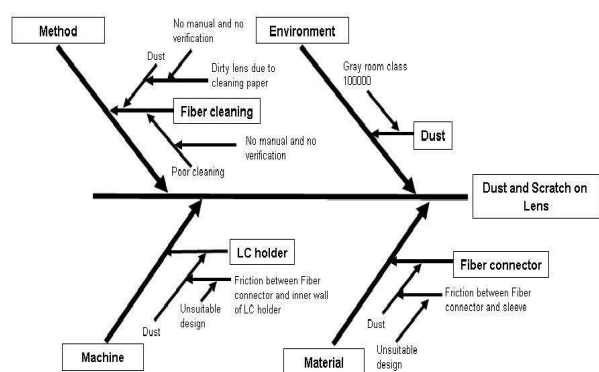 Method
No manual and no
verification
Dust
Dirty lens due to
cleaning paper
Fiber cleaning
No manual and no
verification
Poor cleaning
Environment
Gray room class
100000
Dust
Dust and Scratch on
Lens
LC holder
Friction between Fiber
connector and inner wall
of LC holder
Unsuitable
design
Dust
Machine
Fiber connector
Friction between Fiber
connector and sleeve
Dust
Unsuitable
design
Material